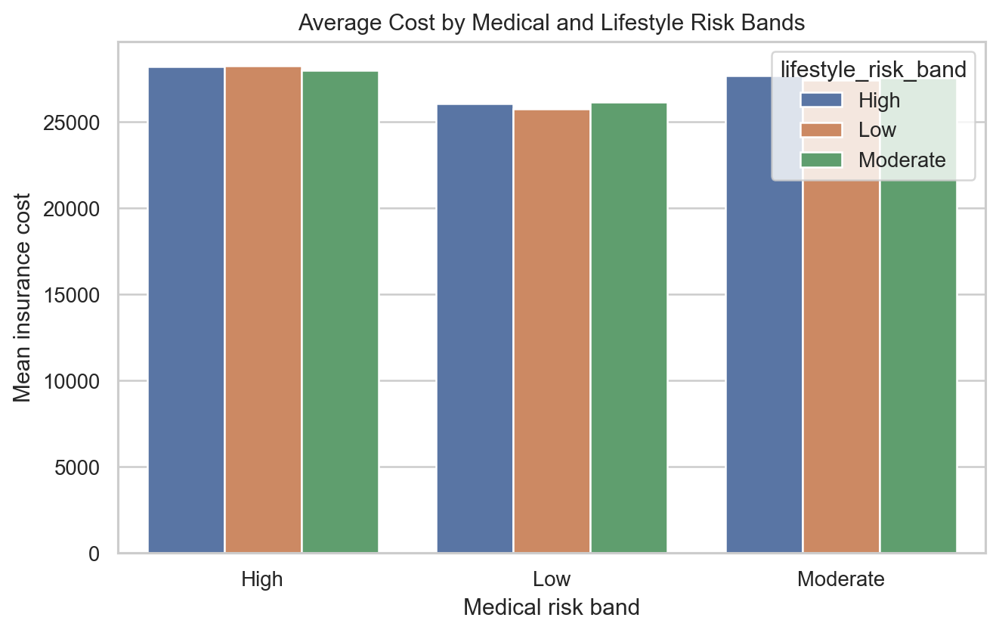 Average Cost by Medical and Lifestyle Risk Bands
lifestyle_risk_band
High
Low
Moderate
Mean insurance cost
25000
20000
15000
10000
5000
0
High
Low
Moderate
Medical risk band